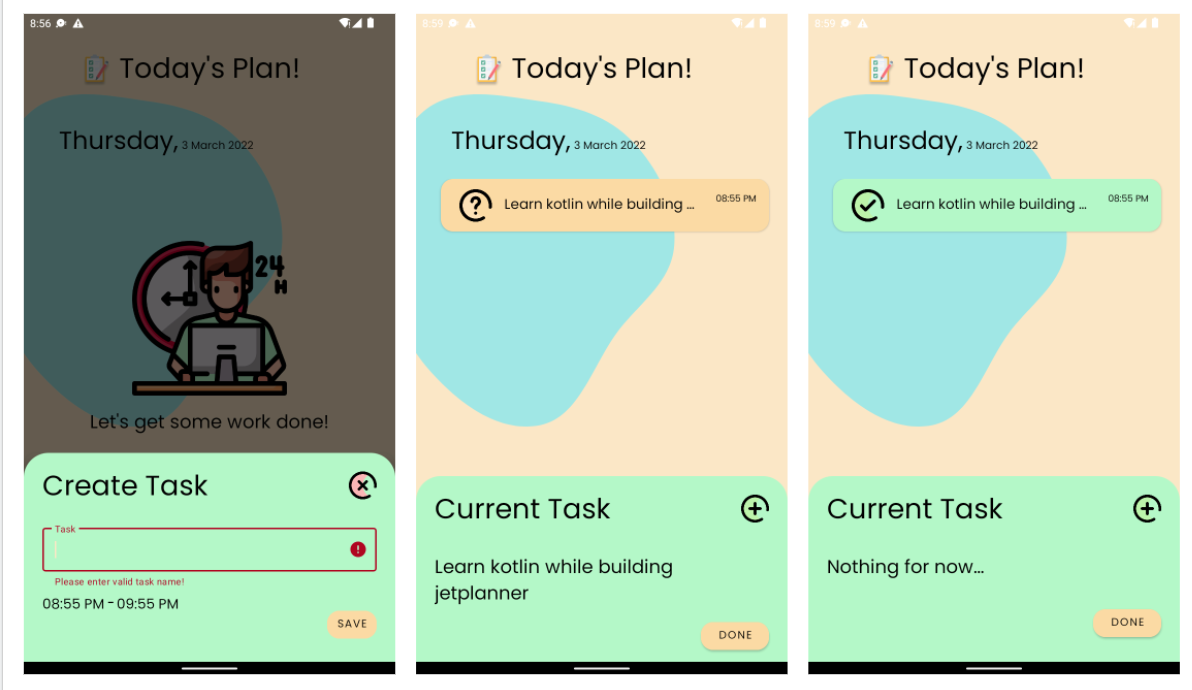 8:56
Today's Plan!
Thursday, 3 March 2022
24
H
Let's get some work done!
Create Task
Task
Please enter valid task name!
08:55 PM - 09:55 PM
SAVE
8:59
Today's Plan!
Thursday, 3 March 2022
Learn kotlin while building ... 08:55 PM
Current Task
Learn kotlin while building
jetplanner
DONE
8:59
Today's Plan!
Thursday, 3 March 2022
Learn kotlin while building ... 08:55 PM
Current Task
Nothing for now...
DONE